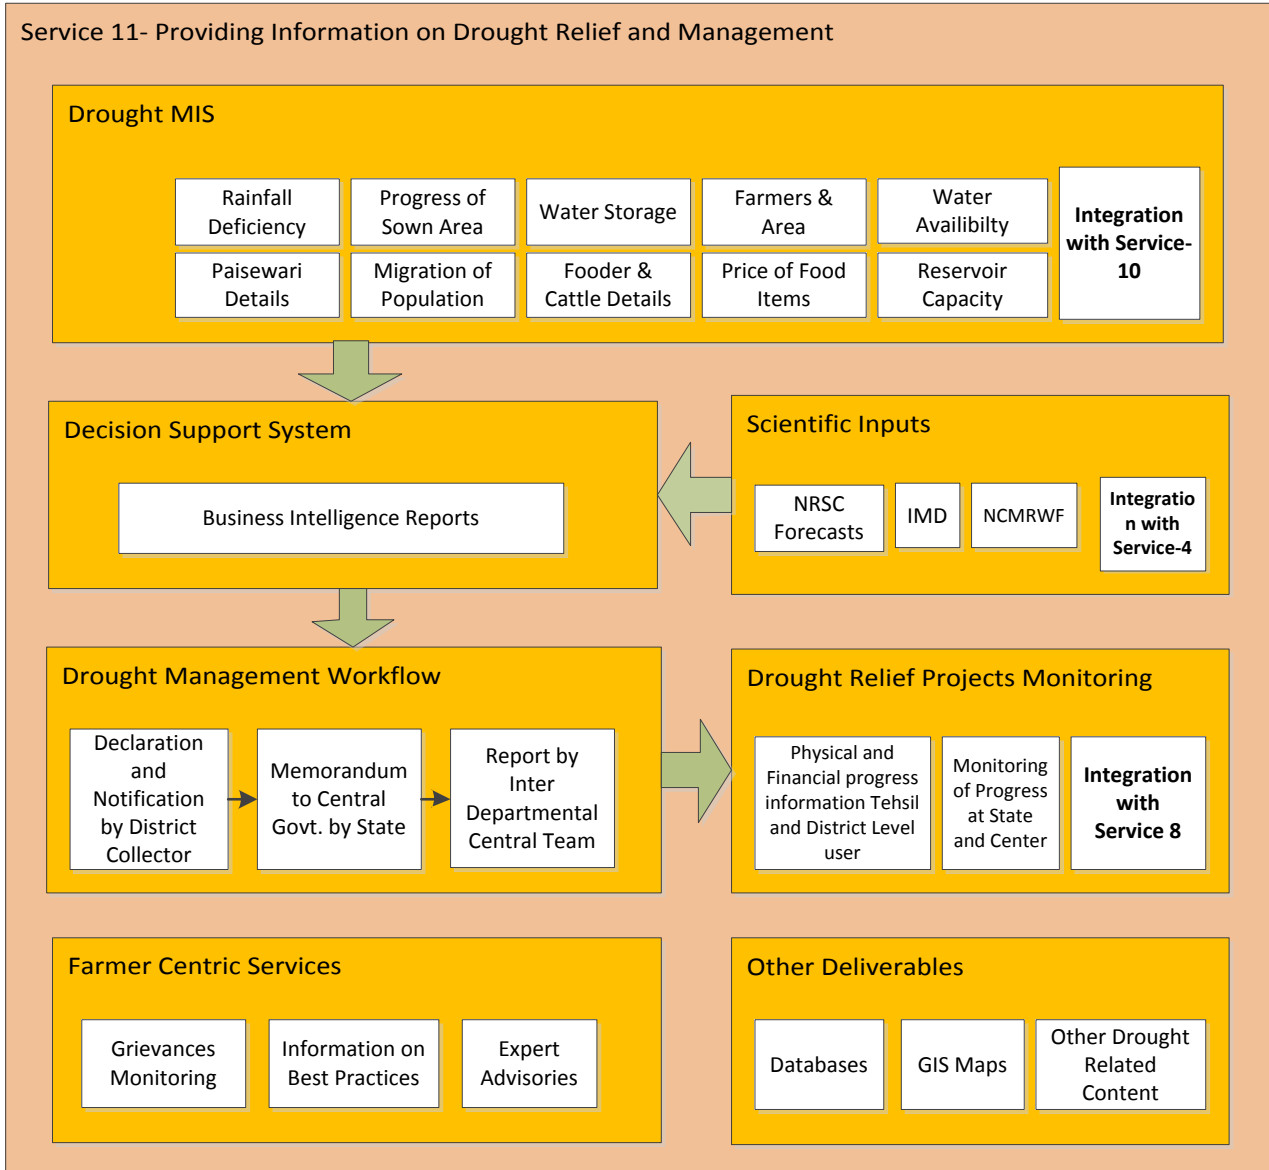 Service 11- Providing Information on Drought Relief and Management
Drought MIS
Rainfall
Deficiency
Progress of
Sown Area
Water Storage
Farmers &
Area
Water
Availibilty
Integration
with Service-
10
Paisewari
Details
Migration of
Population
Fooder &
Cattle Details
Price of Food
Items
Reservoir
Capacity
Decision Support System
Business Intelligence Reports
Scientific Inputs
NRSC
Forecasts
IMD
NCMRWF
Integratio
n with
Service-4
Drought Management Workflow
Declaration
and
Notification
by District
Collector
Memorandum
to Central
Govt. by State
Report by
Inter
Departmental
Central Team
Drought Relief Projects Monitoring
Physical and
Financial progress
information Tehsil
and District Level
user
Monitoring
of Progress
at State
and Center
Integration
with
Service 8
Farmer Centric Services
Grievances
Monitoring
Information on
Best Practices
Expert
Advisories
Other Deliverables
Databases
GIS Maps
Other Drought
Related
Content